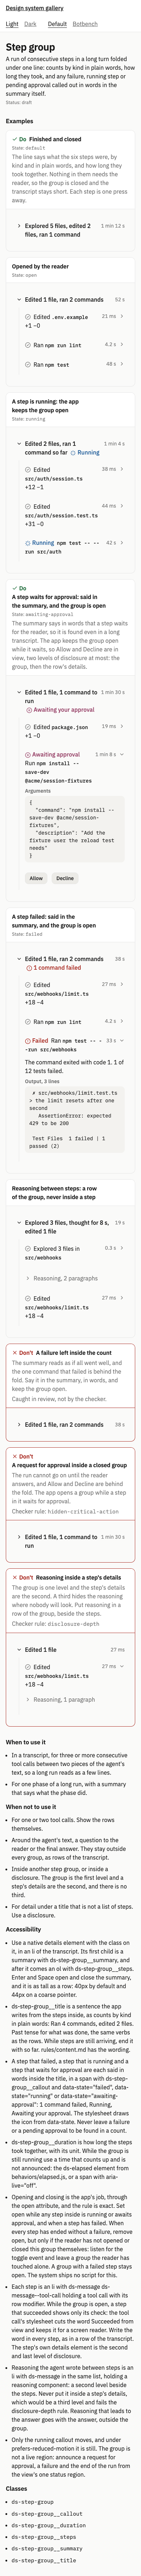 Design system gallery
Light Dark Default Botbench
Step group
A run of consecutive steps in a long turn folded
under one line: counts by kind in plain words, how
long they took, and any failure, running step or
pending approval called out in words in the
summary itself.
Status: draft
Examples
✓ Do Finished and closed
State: default
The line says what the six steps were, by
kind and in plain words, and how long they
took together. Nothing in them needs the
reader, so the group is closed and the
transcript stays short. Each step is one press
away.
Explored 5 files, edited 2 1 min 12 s
files, ran 1 command
Opened by the reader
State: open
Edited 1 file, ran 2 commands 52 s
Edited .env.example 21 ms
+1 −0
Ran npm run lint 4.2 s
Ran npm test 48 s
A step is running: the app
keeps the group open
State: running
Edited 2 files, ran 1 1 min 4 s
command so far Running
Edited 38 ms
src/auth/session.ts
+12 −1
Edited 44 ms
src/auth/session.test.ts
+31 −0
Running npm test -- -- 42 s
run src/auth
✓ Do
A step waits for approval: said in
the summary, and the group is open
State: awaiting-approval
The summary says in words that a step waits
for the reader, so it is found even in a long
transcript. The app keeps the group open
while it waits, so Allow and Decline are in
view, two levels of disclosure at most: the
group, then the row's details.
Edited 1 file, ran 1 command to 1 min 30 s
run
Awaiting your approval
Edited package.json 19 ms
+1 −0
Awaiting approval 1 min 8 s
Run npm install --
save-dev
@acme/session-fixtures
Arguments
{
"command": "npm install --
save-dev @acme/session-
fixtures",
"description": "Add the
fixture user the reload test
needs"
}
Allow Decline
A step failed: said in the
summary, and the group is open
State: failed
Edited 1 file, ran 2 commands 38 s
1 command failed
Edited 27 ms
src/webhooks/limit.ts
+18 −4
Ran npm run lint 4.2 s
Failed Ran npm test -- - 33 s
-run src/webhooks
The command exited with code 1. 1 of
12 tests failed.
Output, 3 lines
✗ src/webhooks/limit.test.ts
> the limit resets after one
second
AssertionError: expected
429 to be 200
Test Files 1 failed | 1
passed (2)
Reasoning between steps: a row
of the group, never inside a step
Explored 3 files, thought for 8 s, 19 s
edited 1 file
Explored 3 files in 0.3 s
src/webhooks
Reasoning, 2 paragraphs
Edited 27 ms
src/webhooks/limit.ts
+18 −4
✕ Don't A failure left inside the count
The summary reads as if all went well, and
the one command that failed is behind the
fold. Say it in the summary, in words, and
keep the group open.
Caught in review, not by the checker.
Edited 1 file, ran 2 commands 38 s
✕ Don't
A request for approval inside a closed group
The run cannot go on until the reader
answers, and Allow and Decline are behind
the fold. The app opens a group while a step
in it waits for approval.
Checker rule: hidden-critical-action
Edited 1 file, ran 1 command to 1 min 30 s
run
✕ Don't Reasoning inside a step's details
The group is one level and the step's details
are the second. A third hides the reasoning
where nobody will look. Put reasoning in a
row of the group, beside the steps.
Checker rule: disclosure-depth
Edited 1 file 27 ms
Edited 27 ms
src/webhooks/limit.ts
+18 −4
Reasoning, 1 paragraph
When to use it
• In a transcript, for three or more consecutive
tool calls between two pieces of the agent's
text, so a long run reads as a few lines.
• For one phase of a long run, with a summary
that says what the phase did.
When not to use it
• For one or two tool calls. Show the rows
themselves.
• Around the agent's text, a question to the
reader or the final answer. They stay outside
every group, as rows of the transcript.
• Inside another step group, or inside a
disclosure. The group is the first level and a
step's details are the second, and there is no
third.
• For detail under a title that is not a list of steps.
Use a disclosure.
Accessibility
• Use a native details element with the class on
it, in an li of the transcript. Its first child is a
summary with ds-step-group__summary, and
after it comes an ol with ds-step-group__steps.
Enter and Space open and close the summary,
and it is as tall as a row: 40px by default and
44px on a coarse pointer.
• ds-step-group__title is a sentence the app
writes from the steps inside, as counts by kind
in plain words: Ran 4 commands, edited 2 files.
Past tense for what was done, the same verbs
as the rows. While steps are still running, end it
with so far. rules/content.md has the wording.
• A step that failed, a step that is running and a
step that waits for approval are each said in
words inside the title, in a span with ds-step-
group__callout and data-state="failed", data-
state="running" or data-state="awaiting-
approval": 1 command failed, Running,
Awaiting your approval. The stylesheet draws
the icon from data-state. Never leave a failure
or a pending approval to be found in a count.
• ds-step-group__duration is how long the steps
took together, its unit. While the group is still
running use a time that counts up and is
not announced: the ds-elapsed element from
behaviors/elapsed.js, or a span with aria-
live="off".
• Opening and closing is the app's job, through
the open attribute, and the rule is exact. Set
open while any step inside is running or awaits
approval, and when a step has failed. When
every step has ended without a failure, remove
open, but only if the reader has not opened or
closed this group themselves: listen for the
toggle event and leave a group the reader has
touched alone. A group with a failed step stays
open. The system ships no script for this.
• Each step is an li with ds-message ds-
message--tool-call holding a tool call with its
row modifier. While the group is open, a step
that succeeded shows only its check: the tool
call's stylesheet cuts the word Succeeded from
view and keeps it for a screen reader. Write the
word in every step, as in a row of the transcript.
The step's own details element is the second
and last level of disclosure.
• Reasoning the agent wrote between steps is an
li with ds-message in the same list, holding a
reasoning component: a second level beside
the steps. Never put it inside a step's details,
which would be a third level and fails the
disclosure-depth rule. Reasoning that leads to
the answer goes with the answer, outside the
group.
• Only the running callout moves, and under
prefers-reduced-motion it is still. The group is
not a live region: announce a request for
approval, a failure and the end of the run from
the view's one status region.
Classes
• ds-step-group
• ds-step-group__callout
• ds-step-group__duration
• ds-step-group__steps
• ds-step-group__summary
• ds-step-group__title